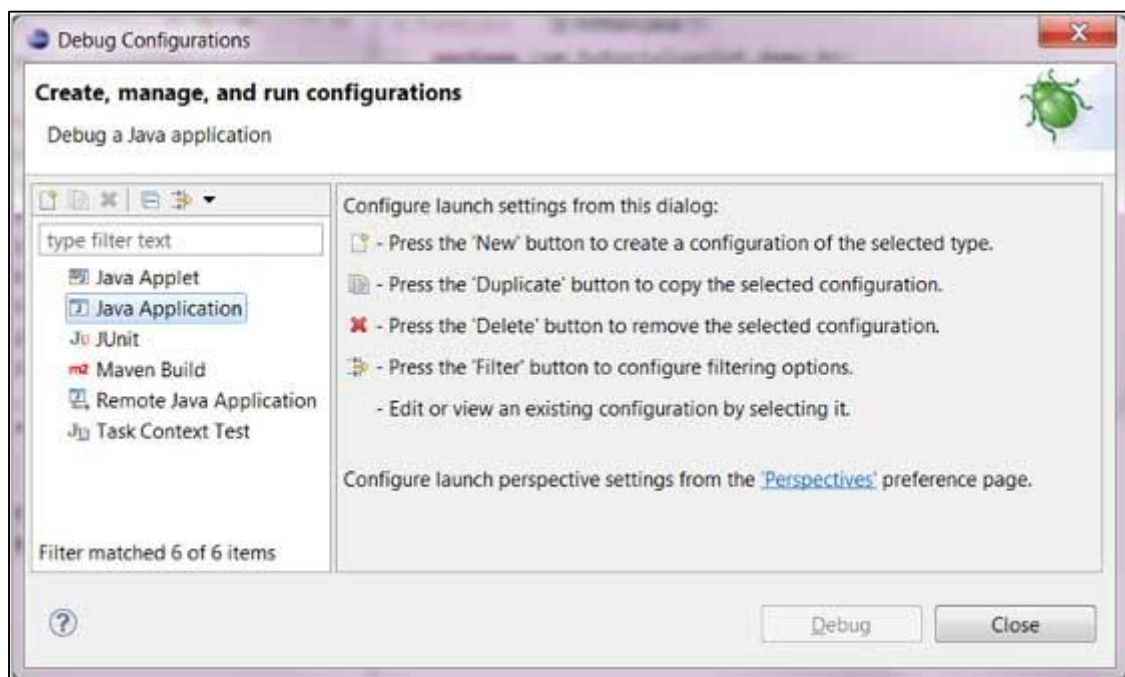 Debug Configurations
Create, manage, and run configurations
Debug a Java application
type filter text
Java Applet
Java Application
Ju JUnit
m2 Maven Build
Remote Java Application
Task Context Test
Filter matched 6 of 6 items
Configure launch settings from this dialog:
- Press the 'New' button to create a configuration of the selected type.
- Press the 'Duplicate' button to copy the selected configuration.
- Press the 'Delete' button to remove the selected configuration.
- Press the 'Filter' button to configure filtering options.
- Edit or view an existing configuration by selecting it.
Configure launch perspective settings from the 'Perspectives' preference page.
Debug
Close